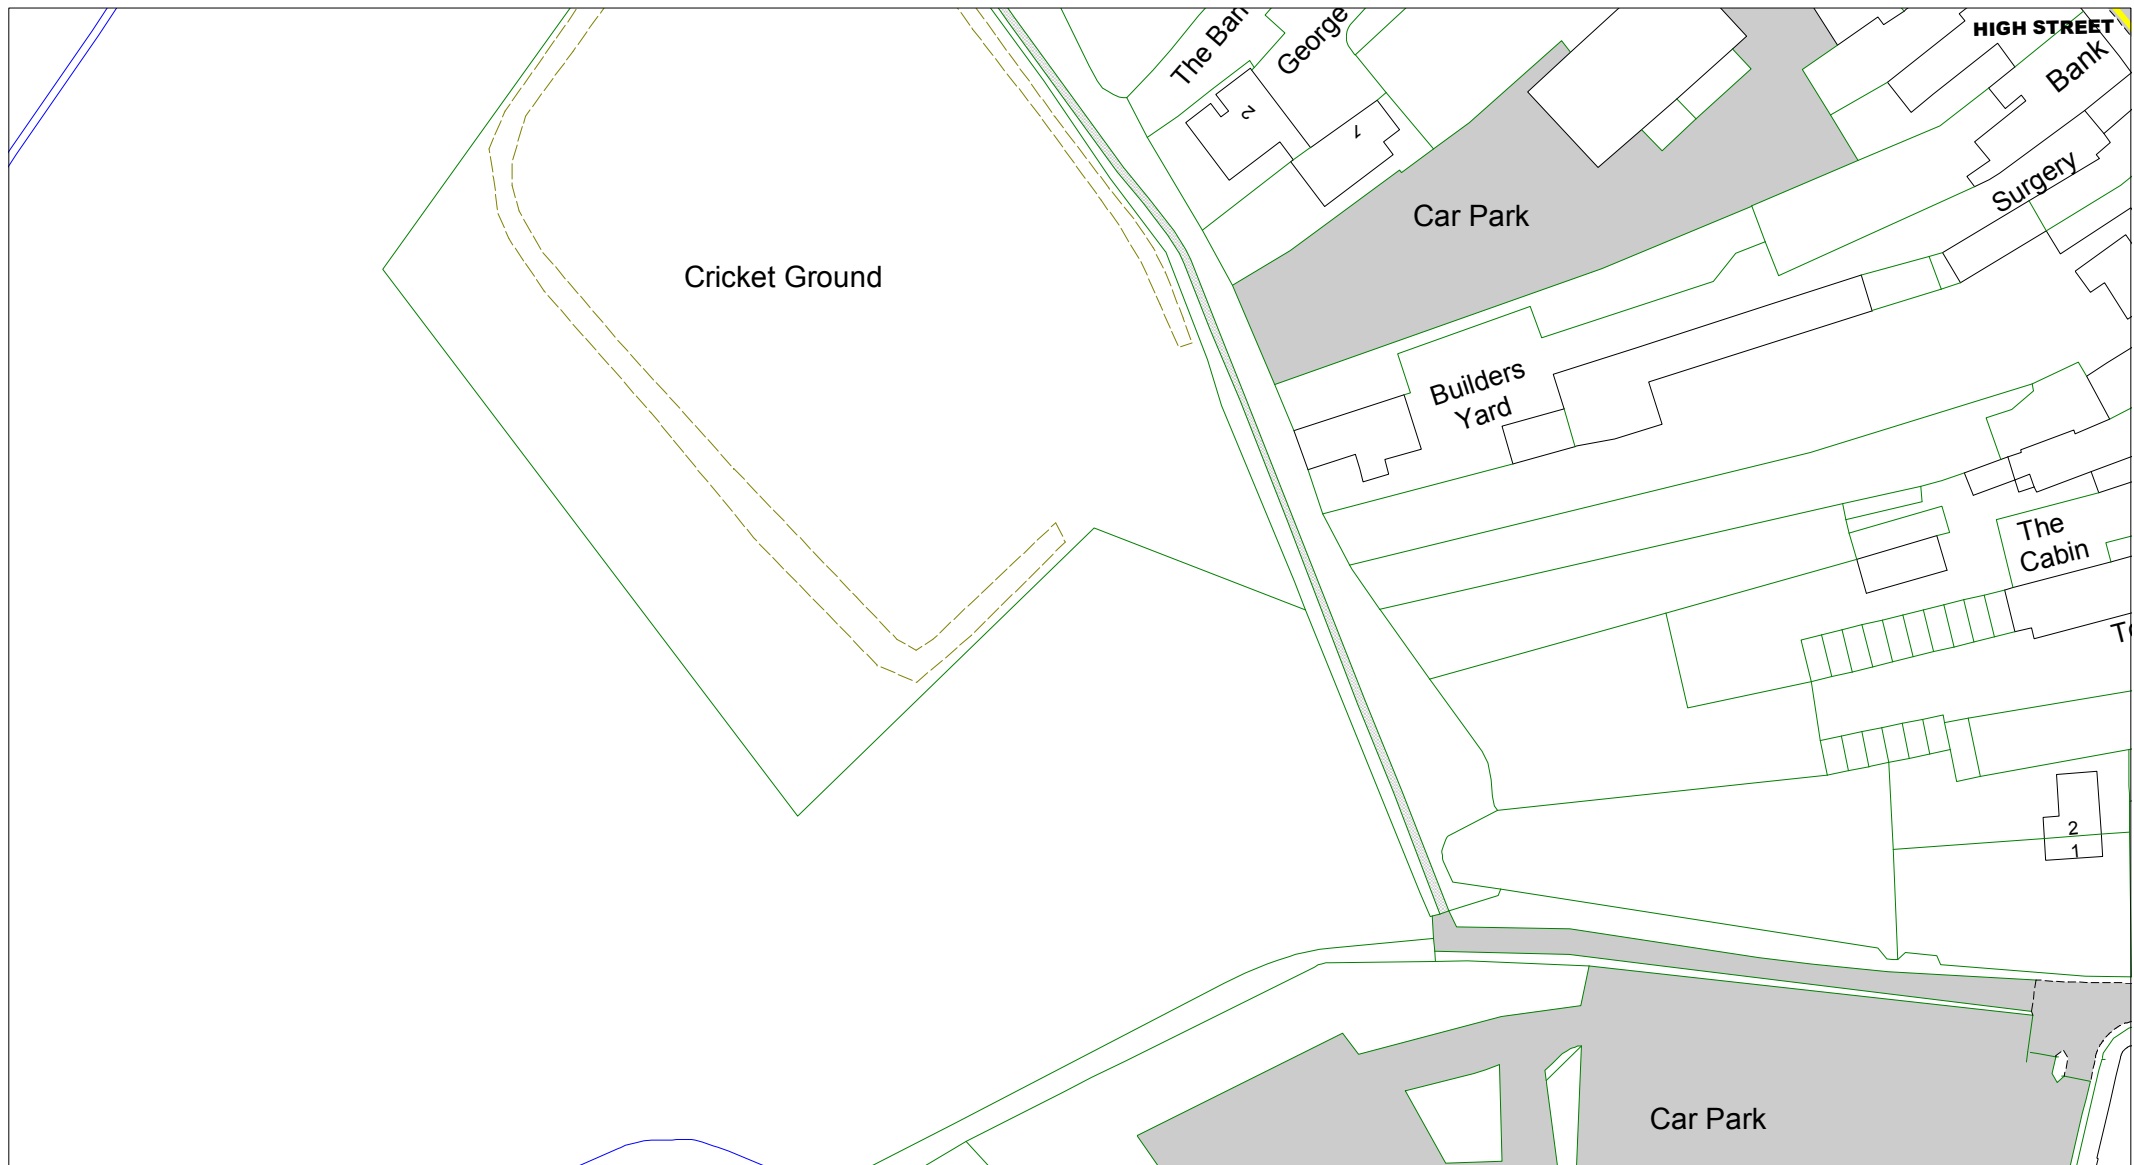 HIGH STREET
The Bar
George
Bank
2
1
Surgery
Car Park
Cricket Ground
Builders
Yard
The
Cabin
2
1
Car Park